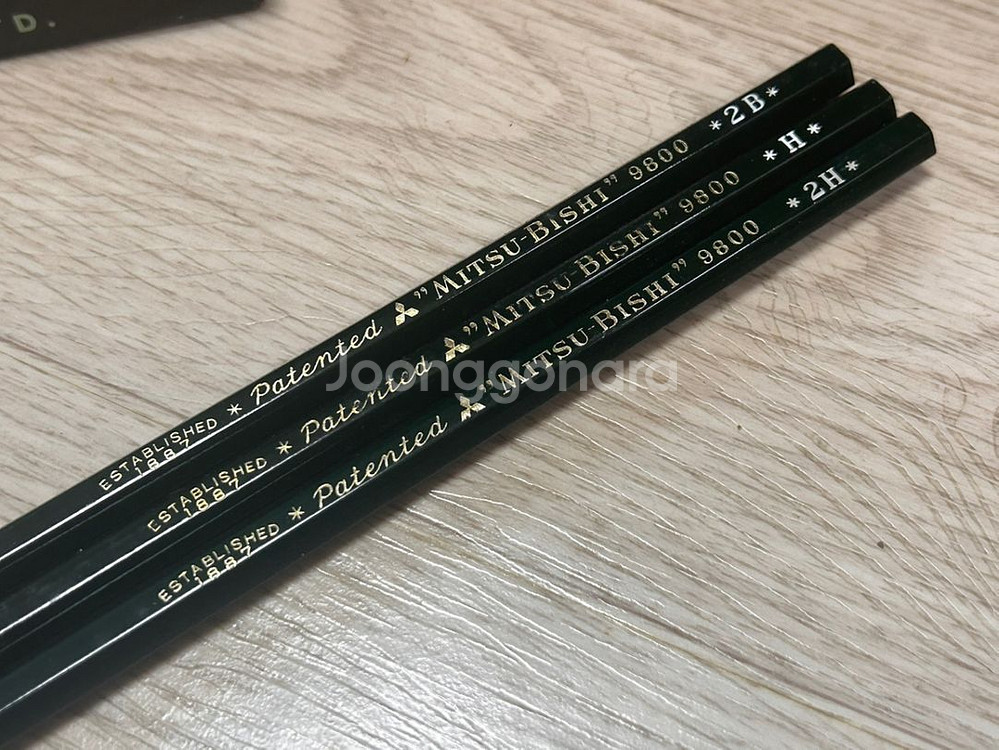 D.
ESTABLISHED
1887
* Patented ”MITSU-BISHI” 9800 *2B*
ESTABLISHED
1887
* Patented ”MITSU-BISHI” 9800 *H*
ESTABLISHED
1887
* Patented ”MITSU-BISHI” 9800 *2H*
Joonggonara